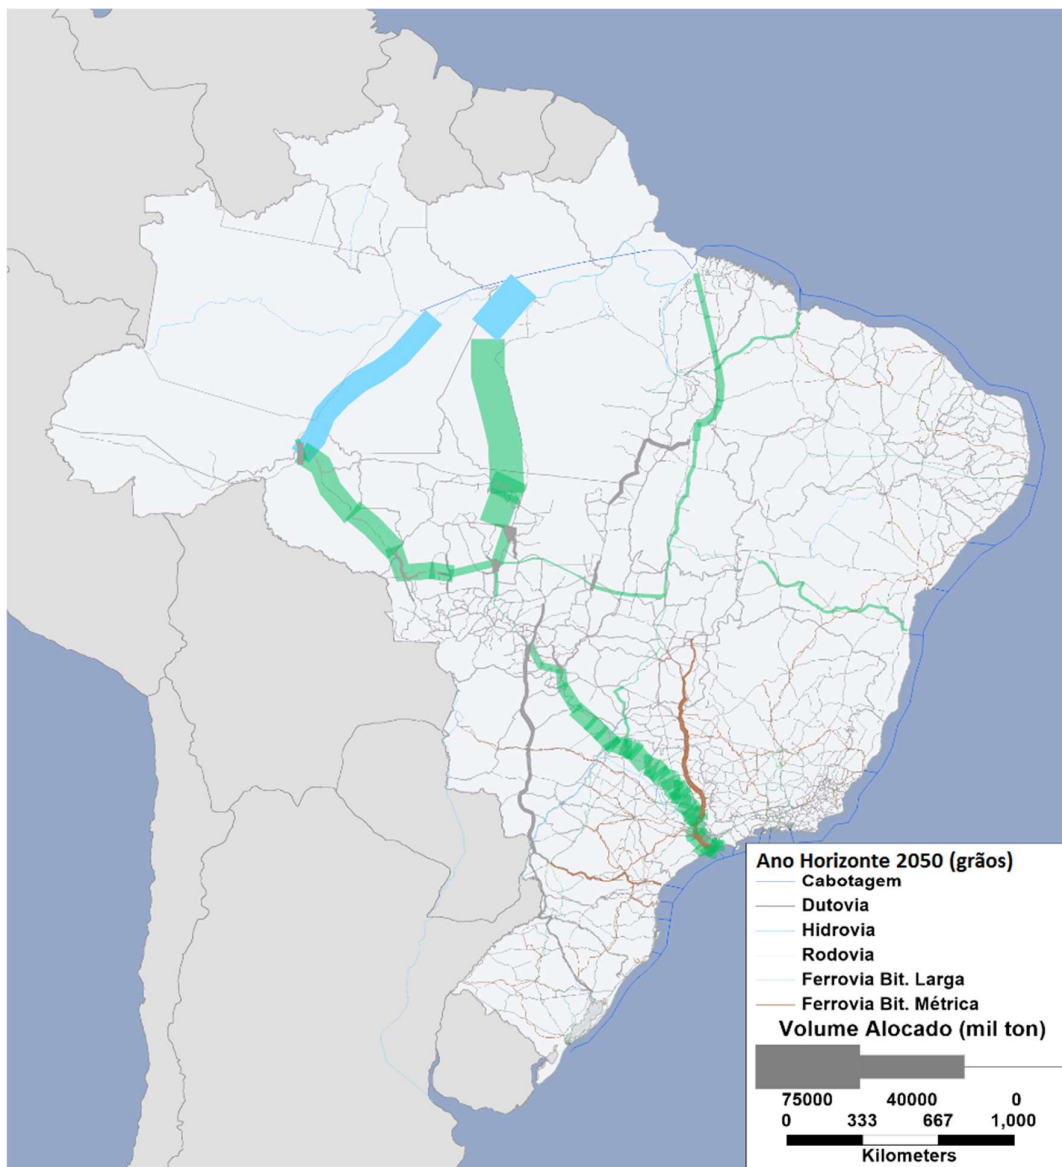 Ano Horizonte 2050 (grãos)
Cabotagem
Dutovia
Hidrovia
Rodovia
Ferrovia Bit. Larga
Ferrovia Bit. Métrica
Volume Alocado (mil ton)
75000 40000 0
0 333 667 1,000
Kilometers